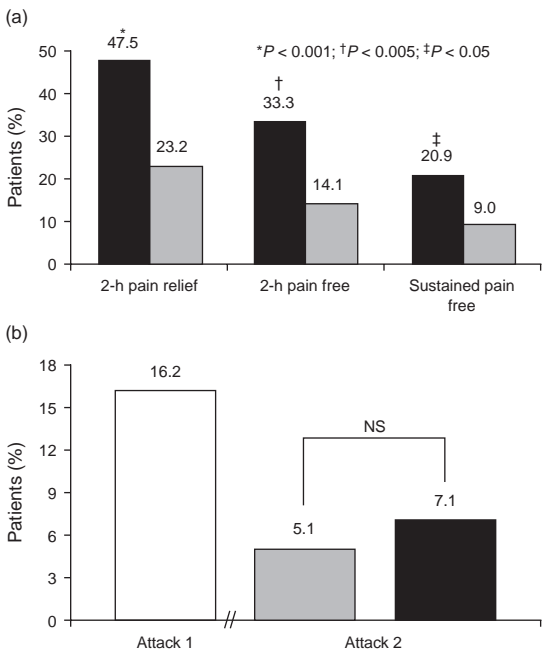 (a)
*P < 0.001; †P < 0.005; ‡P < 0.05
Patients (%)
50
40
30
20
10
0
*
47.5
23.2
†
33.3
14.1
‡
20.9
9.0
2-h pain relief
2-h pain free
Sustained pain
free
(b)
Patients (%)
18
15
12
9
6
3
0
16.2
NS
5.1
7.1
Attack 1
//
Attack 2